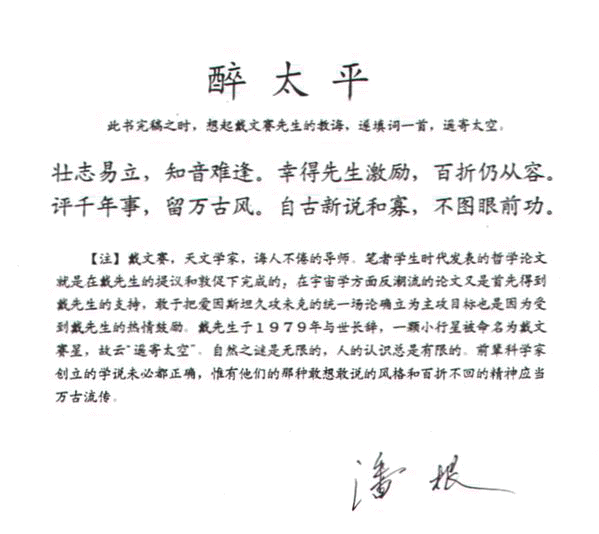 醉太平
此书完稿之时，想起戴文赛先生的教诲，遂填词一首，遥寄太空。
壮志易立，知音难逢。幸得先生激励，百折仍从容。
评千年事，留万古风。自古新说和寡，不图眼前功。
【注】戴文赛，天文学家，诲人不倦的导师。笔者学生时代发表的哲学论文
就是在戴先生的提议和敦促下完成的，在宇宙学方面反潮流的论文又是首先得到
戴先生的支持，敢于把爱因斯坦久攻未克的统一场论确立为主攻目标也是因为受
到戴先生的热情鼓励。戴先生于1979年与世长辞，一颗小行星被命名为戴文
赛星，故云“遥寄太空”。自然之谜是无限的，人的认识总是有限的。前辈科学家
创立的学说未必都正确，惟有他们的那种敢想敢说的风格和百折不回的精神应当
万古流传。
潘根